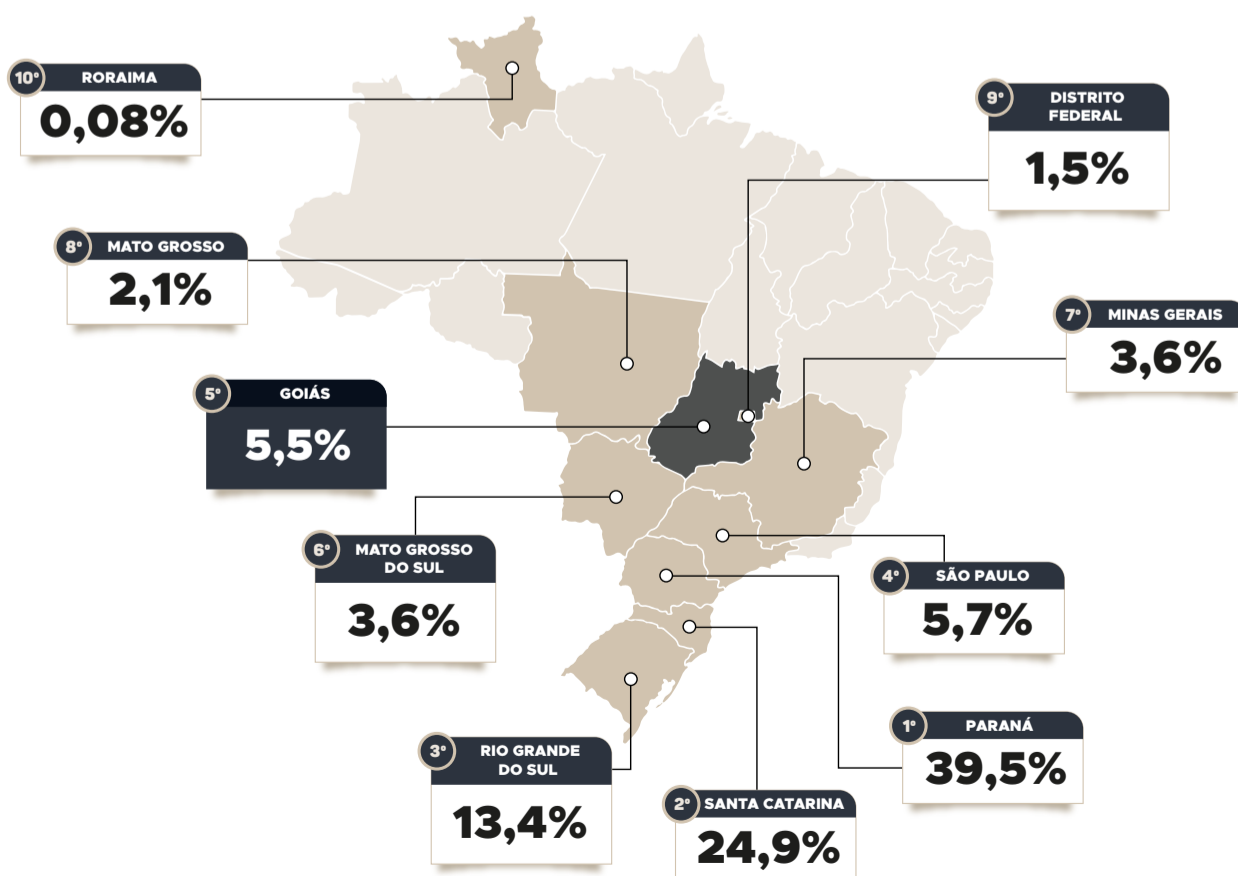 10º RORAIMA
0,08%
9º DISTRITO
FEDERAL
1,5%
8º MATO GROSSO
2,1%
7º MINAS GERAIS
3,6%
5º GOIÁS
5,5%
6º MATO GROSSO
DO SUL
3,6%
4º SÃO PAULO
5,7%
1º PARANÁ
39,5%
3º RIO GRANDE
DO SUL
13,4%
2º SANTA CATARINA
24,9%